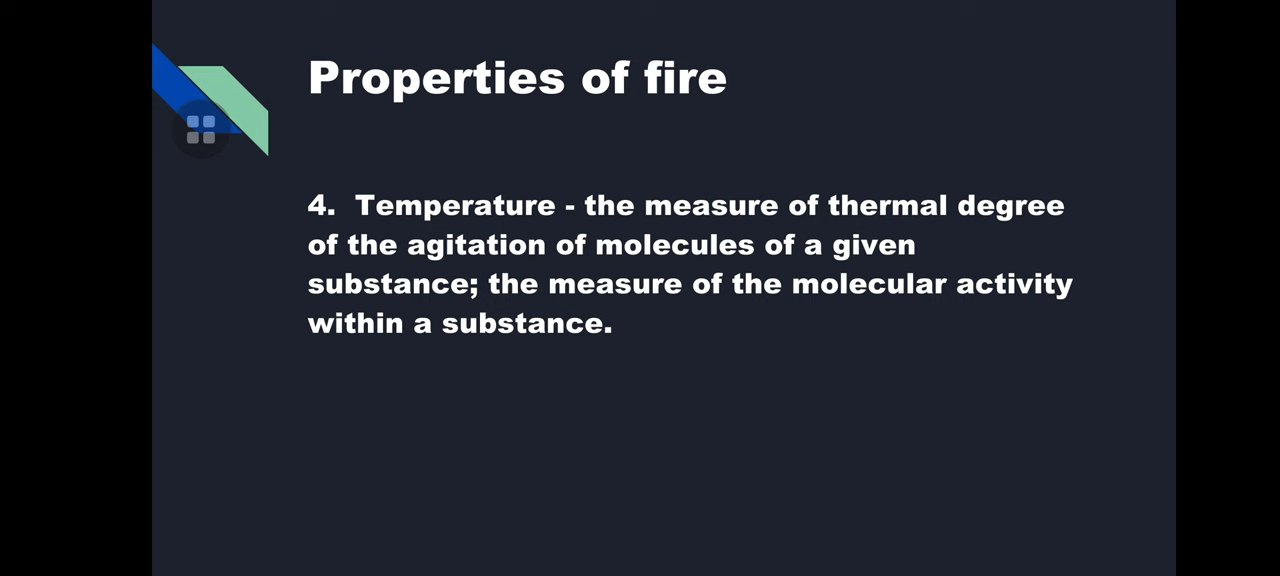 Properties of fire
4. Temperature - the measure of thermal degree
of the agitation of molecules of a given
substance; the measure of the molecular activity
within a substance.